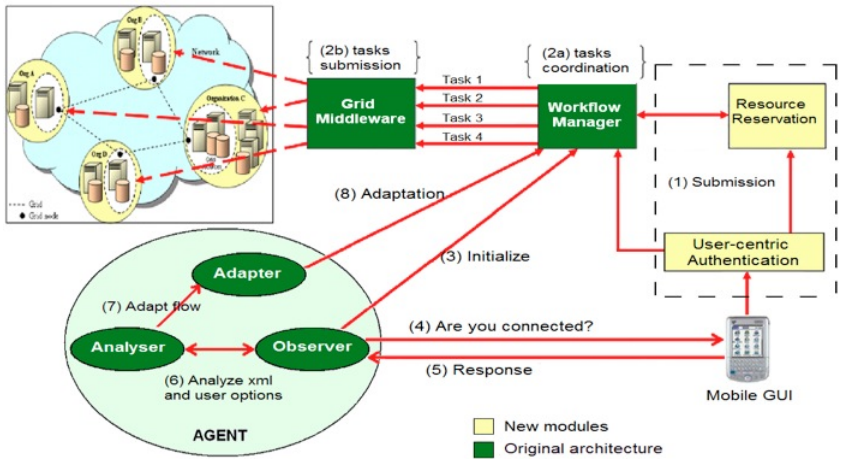 Org B
Network
Org A
Organization C
Grid
Org D
Grid
Grid node
(2b) tasks
submission
(2a) tasks
coordination
Grid
Middleware
Task 1
Task 2
Task 3
Task 4
Workflow
Manager
Resource
Reservation
(1) Submission
User-centric
Authentication
(8) Adaptation
(3) Initialize
Adapter
(7) Adapt flow
Analyser
Observer
(4) Are you connected?
(5) Response
(6) Analyze xml
and user options
AGENT
Mobile GUI
New modules
Original architecture